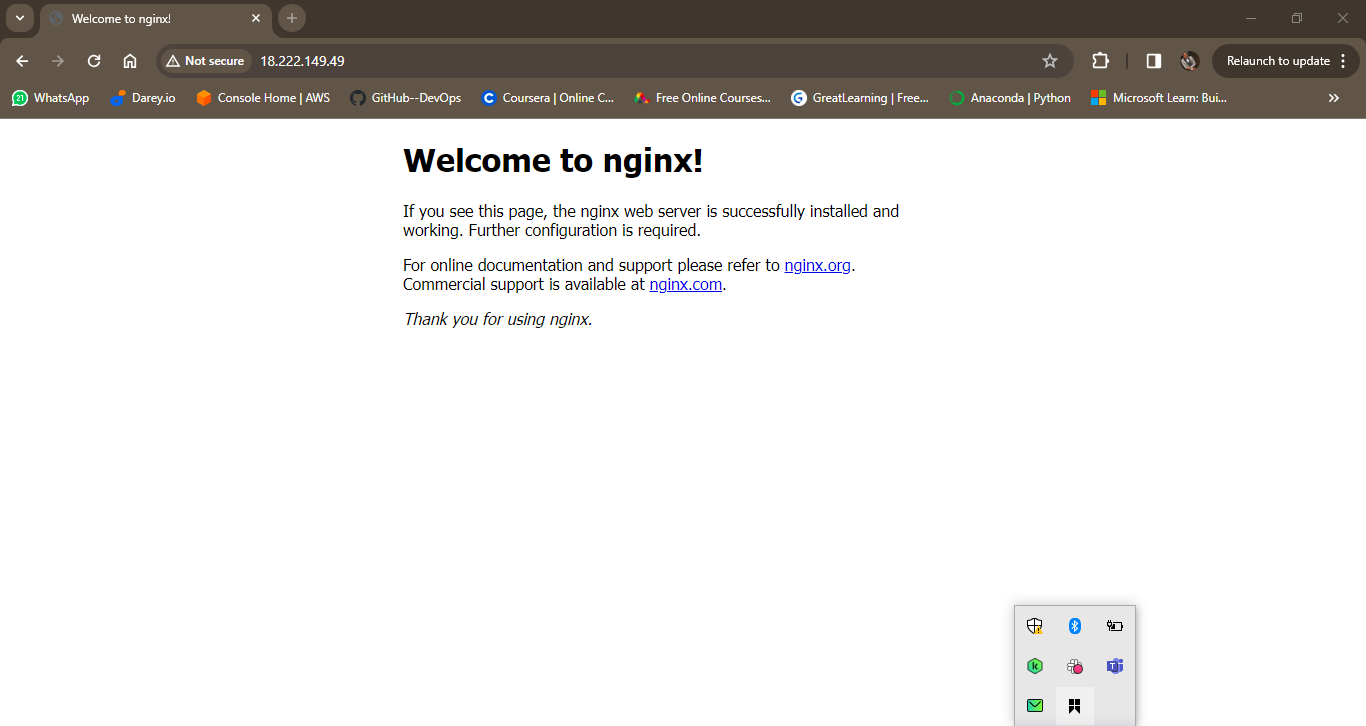 Welcome to nginx!
Not secure
18.222.149.49
Relaunch to update
21
WhatsApp
Darey.io
Console Home | AWS
GitHub--DevOps
Coursera | Online C...
Free Online Courses...
GreatLearning | Free...
Anaconda | Python
Microsoft Learn: Bui...
Welcome to nginx!
If you see this page, the nginx web server is successfully installed and
working. Further configuration is required.
For online documentation and support please refer to nginx.org.
Commercial support is available at nginx.com.
Thank you for using nginx.